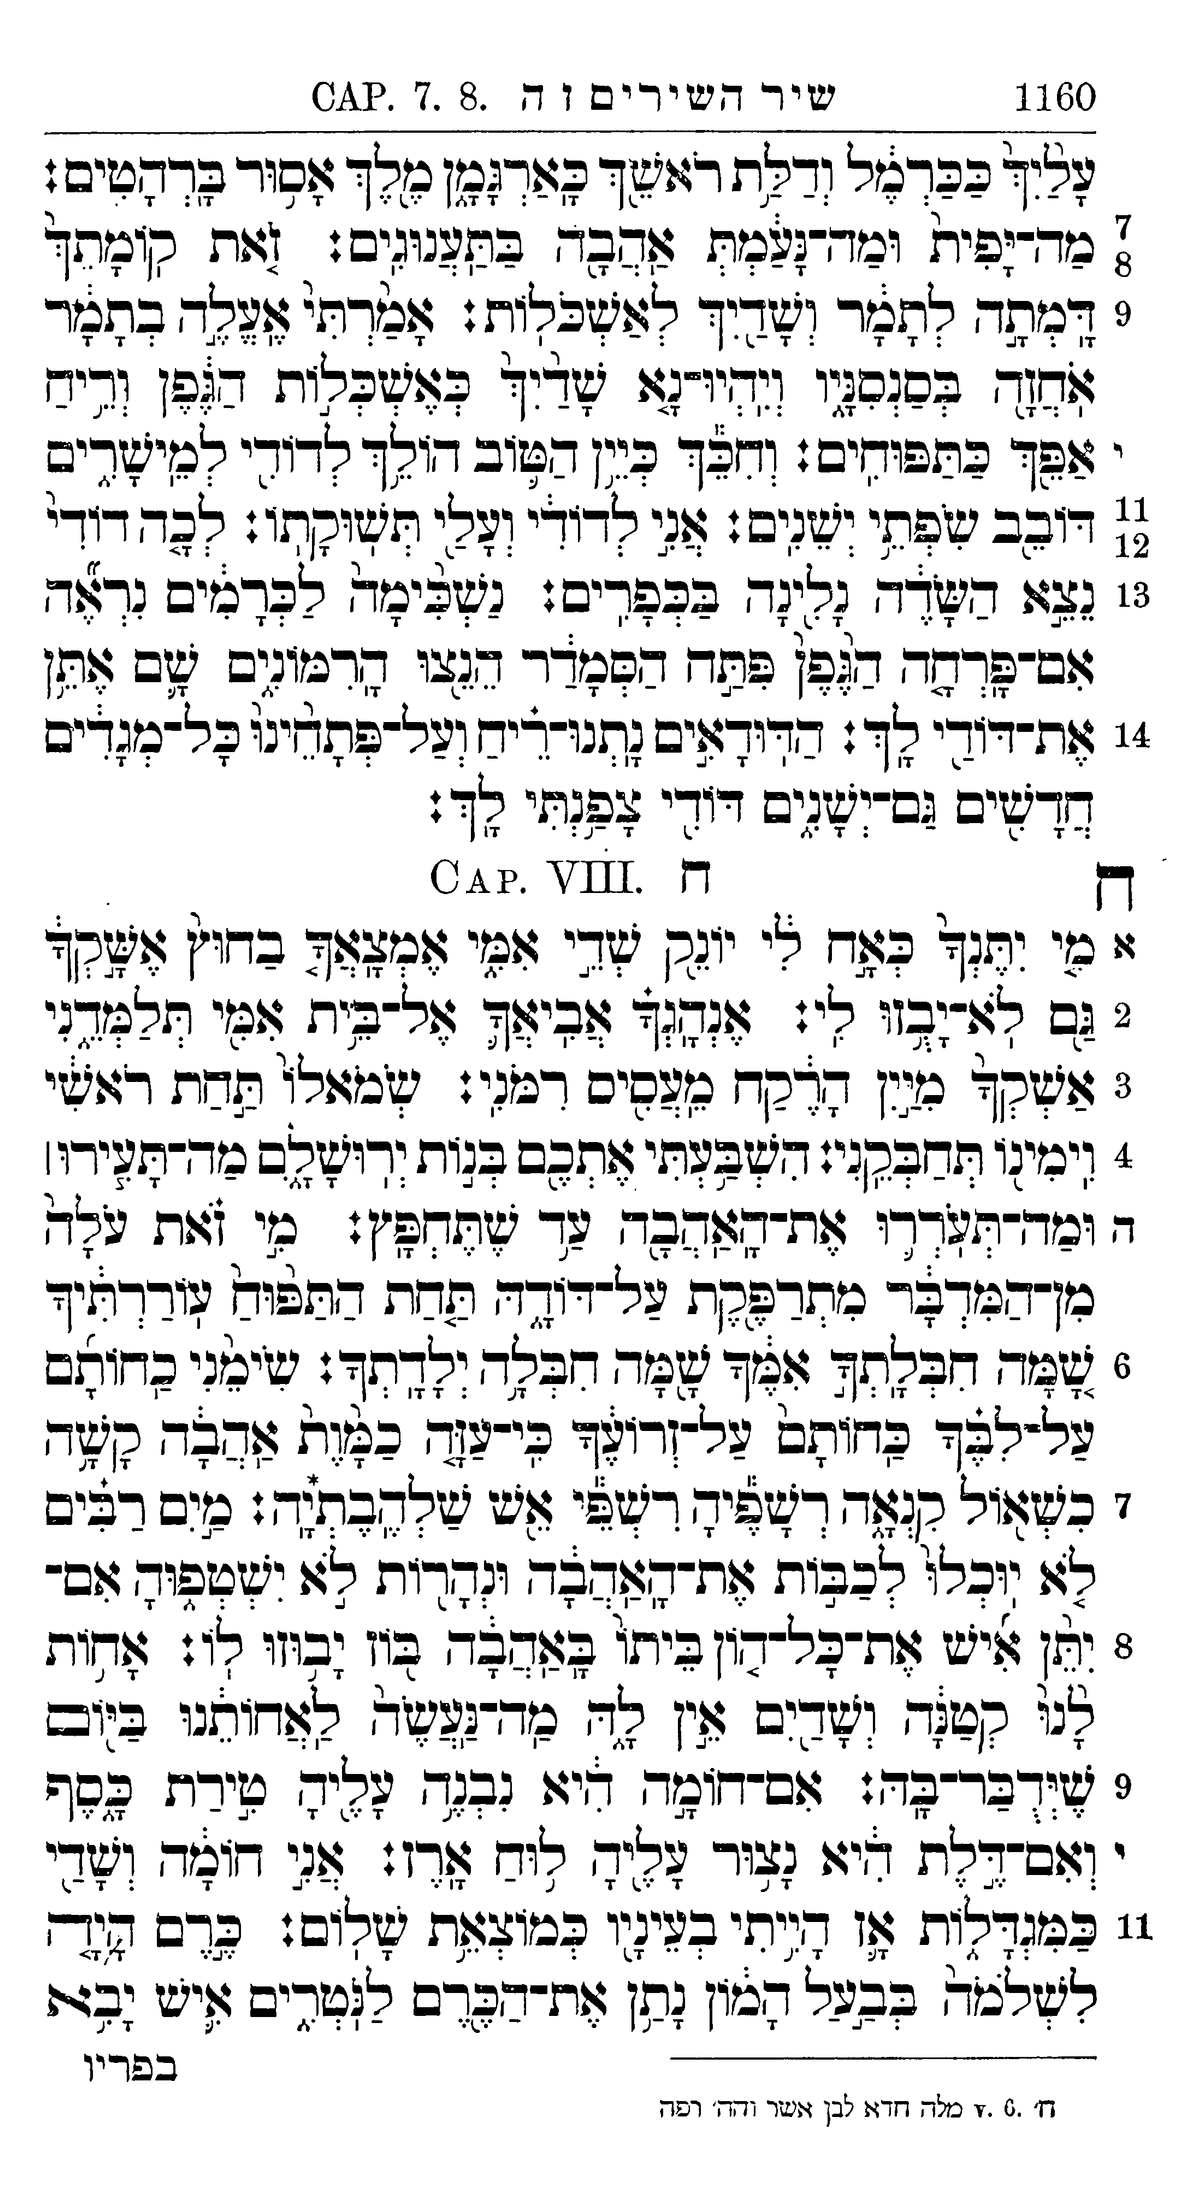 1160 שיר השירים ז ח CAP. 7. 8.
עָלַ֙יִךְ֙ כַּכַּרְמֶ֔ל וְדַלַּ֥ת רֹאשֵׁ֖ךְ כָּאַרְגָּמָ֑ן מֶ֖לֶךְ אָס֥וּר בָּֽרְהָטִֽים׃
7 8 מַה־יָּפִית֙ וּמַה־נָּעַ֔מְתְּ אַהֲבָ֖ה בַּתַּֽעֲנוּגִֽים׃ זֹ֤את קֽוֹמָתֵךְ֙
9 דָּֽמְתָ֣ה לְתָמָ֔ר וְשָׁדַ֖יִךְ לְאַשְׁכֹּלֽוֹת׃ אָמַ֙רְתִּי֙ אֶֽעֱלֶ֣ה בְתָמָ֔ר
אֹֽחֲזָ֖ה בְּסַנְסִנָּ֑יו וְיִֽהְיוּ־נָ֤א שָׁדַ֙יִךְ֙ כְּאֶשְׁכְּל֣וֹת הַגֶּ֔פֶן וְרֵ֥יחַ
י אַפֵּ֖ךְ כַּתַּפּוּחִֽים׃ וְחִכֵּ֕ךְ כְּיֵ֥ין הַטּ֛וֹב הוֹלֵ֥ךְ לְדוֹדִ֖י לְמֵֽישָׁרִ֑ים
11 12 דּוֹבֵ֖ב שִׂפְתֵ֥י יְשֵׁנִֽים׃ אֲנִ֣י לְדוֹדִ֔י וְעָלַ֖י תְּשֽׁוּקָתֽוֹ׃ לְכָ֤ה דוֹדִי֙
13 נֵצֵ֣א הַשָּׂדֶ֔ה נָלִ֖ינָה בַּכְּפָרִֽים׃ נַשְׁכִּ֙ימָה֙ לַכְּרָמִ֔ים נִרְאֶ֞ה
אִם־פָּֽרְחָ֤ה הַגֶּ֙פֶן֙ פִּתַּ֣ח הַסְּמָדַ֔ר הֵנֵ֖צוּ הָֽרִמּוֹנִ֑ים שָׁ֛ם אֶתֵּ֥ן
14 אֶת־דּוֹדַ֖י לָֽךְ׃ הַֽדּוּדָאִ֣ים נָֽתְנוּ־רֵ֗יחַ וְעַל־פְּתָחֵ֙ינוּ֙ כָּל־מְגָדִ֔ים
חֲדָשִׁ֖ים גַּם־יְשָׁנִ֑ים דּוֹדִ֖י צָפַ֥נְתִּי לָֽךְ׃
ח CAP. VIII. ח
א מִ֤י יִתֶּנְךָ֙ כְּאָ֣ח לִ֔י יוֹנֵ֖ק שְׁדֵ֣י אִמִּ֑י אֶמְצָֽאֲךָ֤ בַחוּץ֙ אֶשָּׁ֣קְךָ֔
2 גַּ֖ם לֹֽא־יָבֻ֥זוּ לִֽי׃ אֶנְהָֽגְךָ֗ אֲבִֽיאֲךָ֛ אֶל־בֵּ֥ית אִמִּ֖י תְּלַמְּדֵ֑נִי
3 אַשְׁקְךָ֙ מִיַּ֣יִן הָרֶ֔קַח מֵֽעֲסִ֖יס רִמֹּנִֽי׃ שְׂמֹאלוֹ֙ תַּ֣חַת רֹאשִׁ֔י
4 וִֽימִינ֖וֹ תְּחַבְּקֵֽנִי׃ הִשְׁבַּ֥עְתִּי אֶתְכֶ֖ם בְּנ֣וֹת יְרֽוּשָׁלָ֑͏ִם מַה־תָּעִ֧ירוּ׀
ה וּמַה־תְּעֹֽרְר֛וּ אֶת־הָאַהֲבָ֖ה עַ֥ד שֶׁתֶּחְפָּֽץ׃ מִ֣י זֹ֗את עֹלָה֙
מִן־הַמִּדְבָּ֔ר מִתְרַפֶּ֖קֶת עַל־דּוֹדָ֑הּ תַּ֤חַת הַתַּפּ֙וּחַ֙ עֽוֹרַרְתִּ֔יךָ
6 שָׁ֚מָּה חִבְּלָ֣תְךָ אִמֶּ֔ךָ שָׁ֖מָּה חִבְּלָ֥ה יְלָדַֽתְךָ׃ שִׂימֵ֨נִי כַֽחוֹתָ֜ם
עַל־לִבֶּ֗ךָ כַּֽחוֹתָם֙ עַל־זְרוֹעֶ֔ךָ כִּֽי־עַזָּ֤ה כַמָּ֙וֶת֙ אַהֲבָ֔ה קָשָׁ֥ה
7 כִשְׁא֖וֹל קִנְאָ֑ה רְשָׁפֶ֕יהָ רִשְׁפֵּ֕י אֵ֖שׁ שַׁלְהֶ֥בֶתְיָֽ*ה׃ מַ֣יִם רַבִּ֗ים
לֹ֤א יֽוּכְלוּ֙ לְכַבּ֣וֹת אֶת־הָֽאַהֲבָ֔ה וּנְהָר֖וֹת לֹ֣א יִשְׁטְפ֑וּהָ אִם־
8 יִתֵּ֨ן אִ֜ישׁ אֶת־כָּל־ה֤וֹן בֵּיתוֹ֙ בָּאַהֲבָ֔ה בּ֖וֹז יָב֥וּזוּ לֽוֹ׃ אָח֥וֹת
לָ֙נוּ֙ קְטַנָּ֔ה וְשָׁדַ֖יִם אֵ֣ין לָ֑הּ מַֽה־נַּעֲשֶׂה֙ לַֽאֲחוֹתֵ֔נוּ בַּיּ֖וֹם
9 שֶׁיְּדֻבַּר־בָּֽהּ׃ אִם־חוֹמָ֣ה הִ֔יא נִבְנֶ֥ה עָלֶ֖יהָ טִ֣ירַת כָּ֑סֶף
י וְאִם־דֶּ֣לֶת הִ֔יא נָצ֥וּר עָלֶ֖יהָ ל֥וּחַ אָֽרֶז׃ אֲנִ֣י חוֹמָ֔ה וְשָׁדַ֖י
11 כַּמִּגְדָּל֑וֹת אָ֛ז הָיִ֥יתִי בְעֵינָ֖יו כְּמוֹצְאֵ֥ת שָׁלֽוֹם׃ כֶּ֣רֶם הָיָ֤ה
לִשְׁלֹמֹה֙ בְּבַ֣עַל הָמ֔וֹן נָתַ֥ן אֶת־הַכֶּ֖רֶם לַנֹּטְרִ֑ים אִ֛ישׁ יָבִ֥א
בפריו
ח׳ v. 6. מלה חדא לבן אשר והה׳ רפה